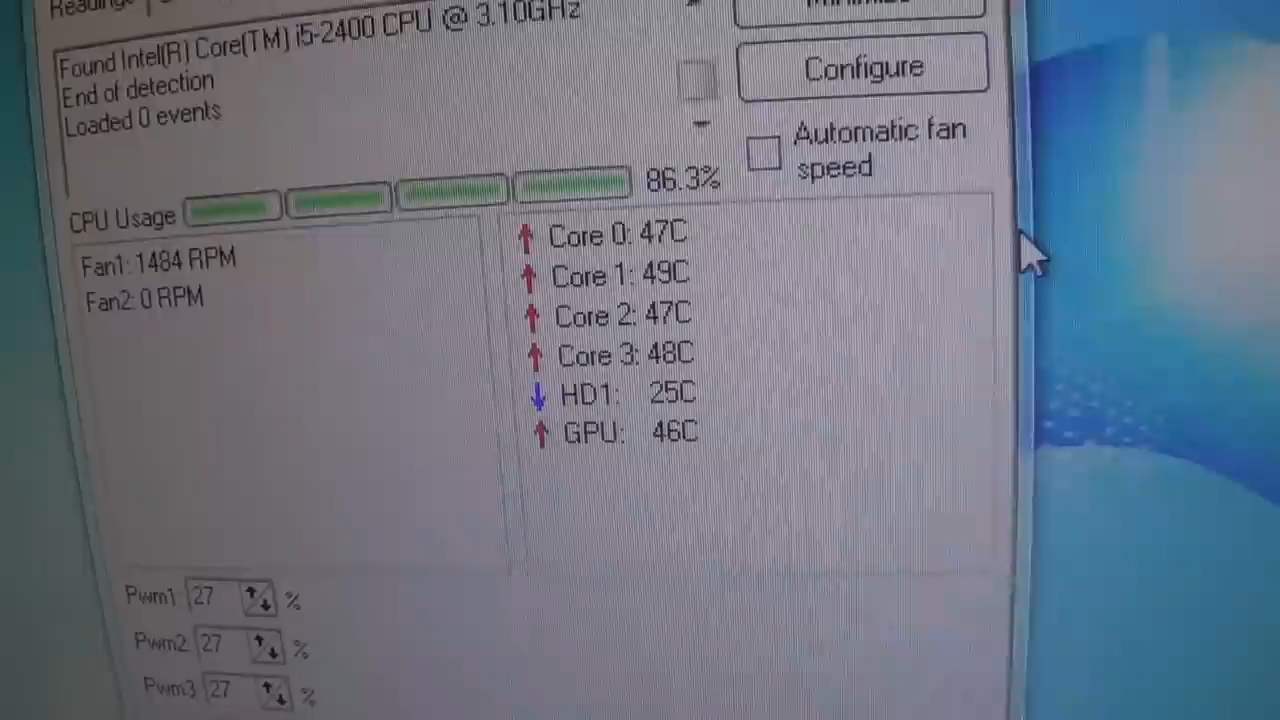 Readings
Found Intel(R) Core(TM) i5-2400 CPU @ 3.10GHz
End of detection
Loaded 0 events
Minimize
Configure
Automatic fan
speed
CPU Usage 86.3%
Fan1: 1484 RPM
Fan2: 0 RPM
Core 0: 47C
Core 1: 49C
Core 2: 47C
Core 3: 48C
HD1: 25C
GPU: 46C
Pwm1 27 %
Pwm2 27 %
Pwm3 27 %